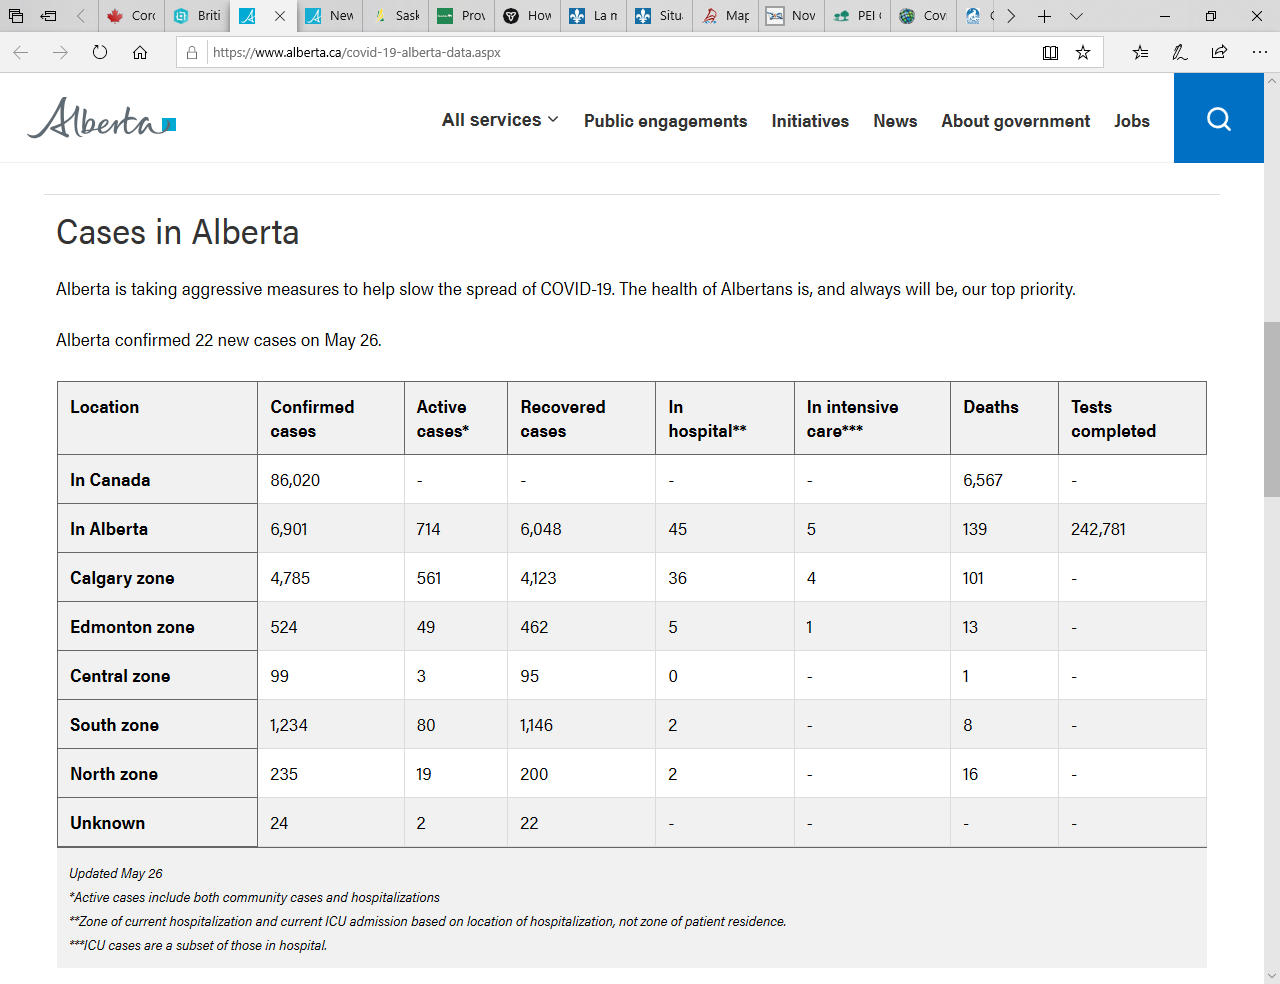 Cor
Briti
New
Sask
Prov
How
La m
Situ
Map
Nov
PEI
Cov
https://www.alberta.ca/covid-19-alberta-data.aspx
Alberta
All services
Public engagements
Initiatives
News
About government
Jobs
Cases in Alberta
Alberta is taking aggressive measures to help slow the spread of COVID-19. The health of Albertans is, and always will be, our top priority.
Alberta confirmed 22 new cases on May 26.
Location Confirmed cases Active cases* Recovered cases In hospital** In intensive care*** Deaths Tests completed
In Canada 86,020 - - - - 6,567 -
In Alberta 6,901 714 6,048 45 5 139 242,781
Calgary zone 4,785 561 4,123 36 4 101 -
Edmonton zone 524 49 462 5 1 13 -
Central zone 99 3 95 0 - 1 -
South zone 1,234 80 1,146 2 - 8 -
North zone 235 19 200 2 - 16 -
Unknown 24 2 22 - - - -
Updated May 26
*Active cases include both community cases and hospitalizations
**Zone of current hospitalization and current ICU admission based on location of hospitalization, not zone of patient residence.
***ICU cases are a subset of those in hospital.